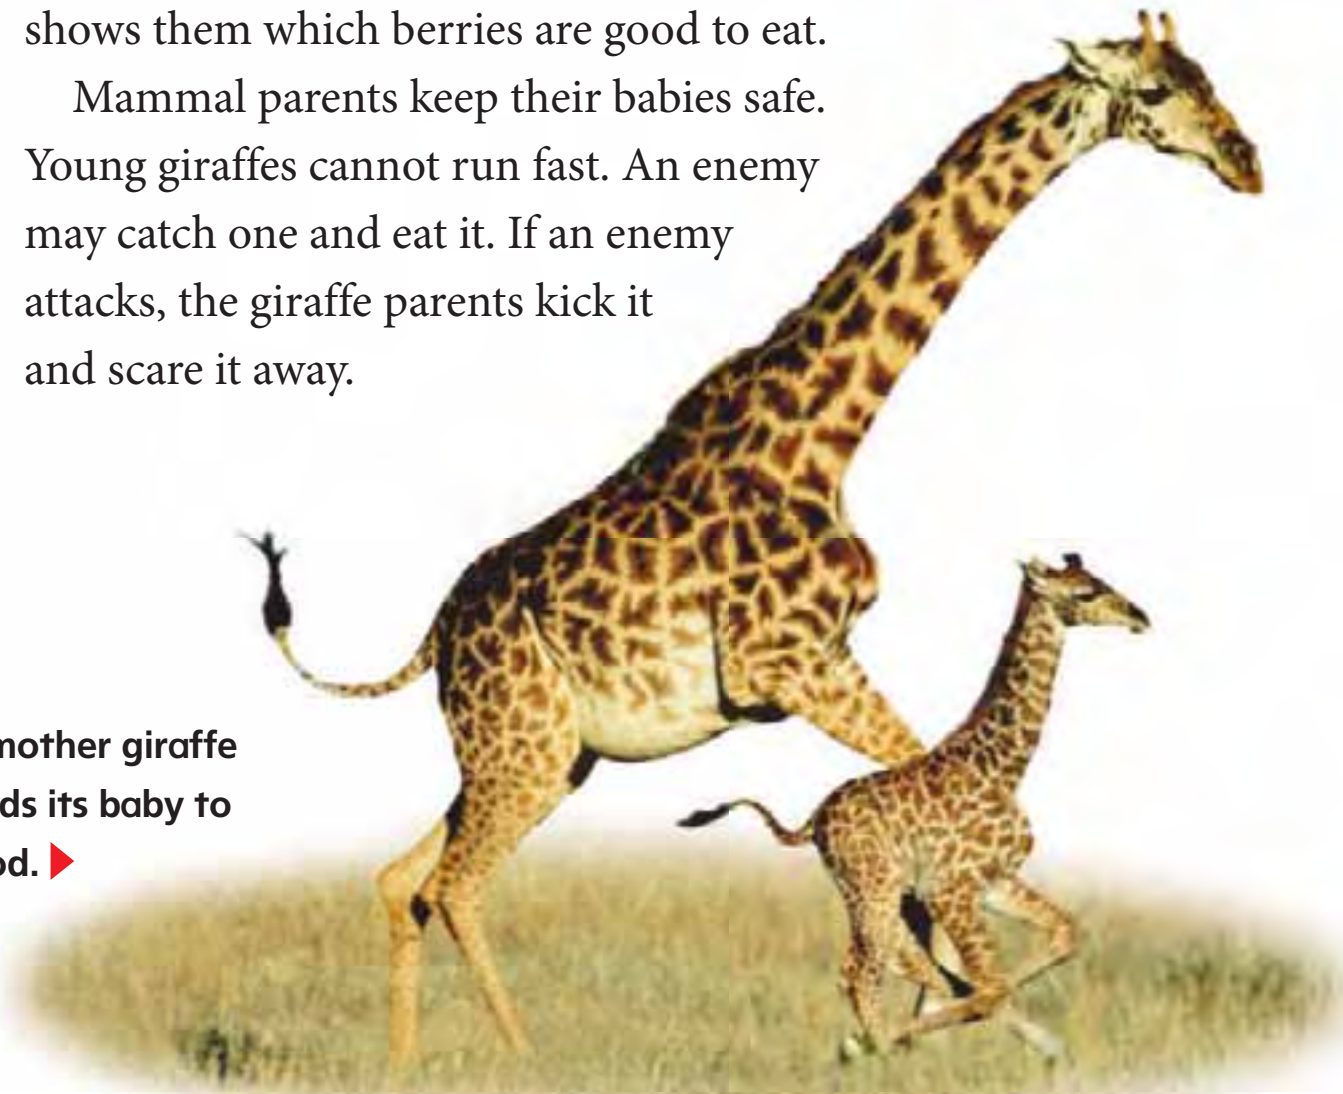 shows them which berries are good to eat.
Mammal parents keep their babies safe.
Young giraffes cannot run fast. An enemy
may catch one and eat it. If an enemy
attacks, the giraffe parents kick it
and scare it away.
mother giraffe
its baby to